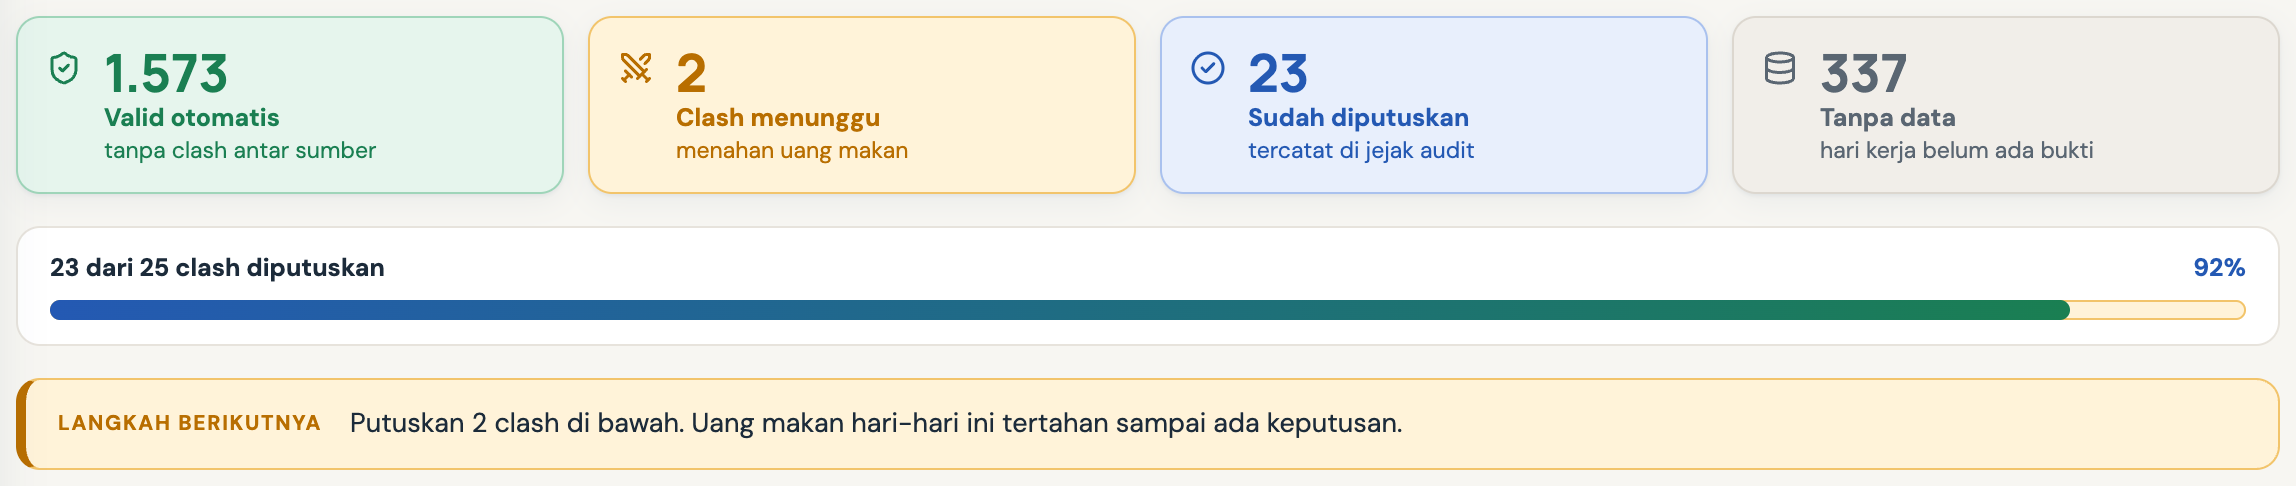 1.573
Valid otomatis
tanpa clash antar sumber
2
Clash menunggu
menahan uang makan
23
Sudah diputuskan
tercatat di jejak audit
337
Tanpa data
hari kerja belum ada bukti
23 dari 25 clash diputuskan
92%
LANGKAH BERIKUTNYA
Putuskan 2 clash di bawah. Uang makan hari-hari ini tertahan sampai ada keputusan.